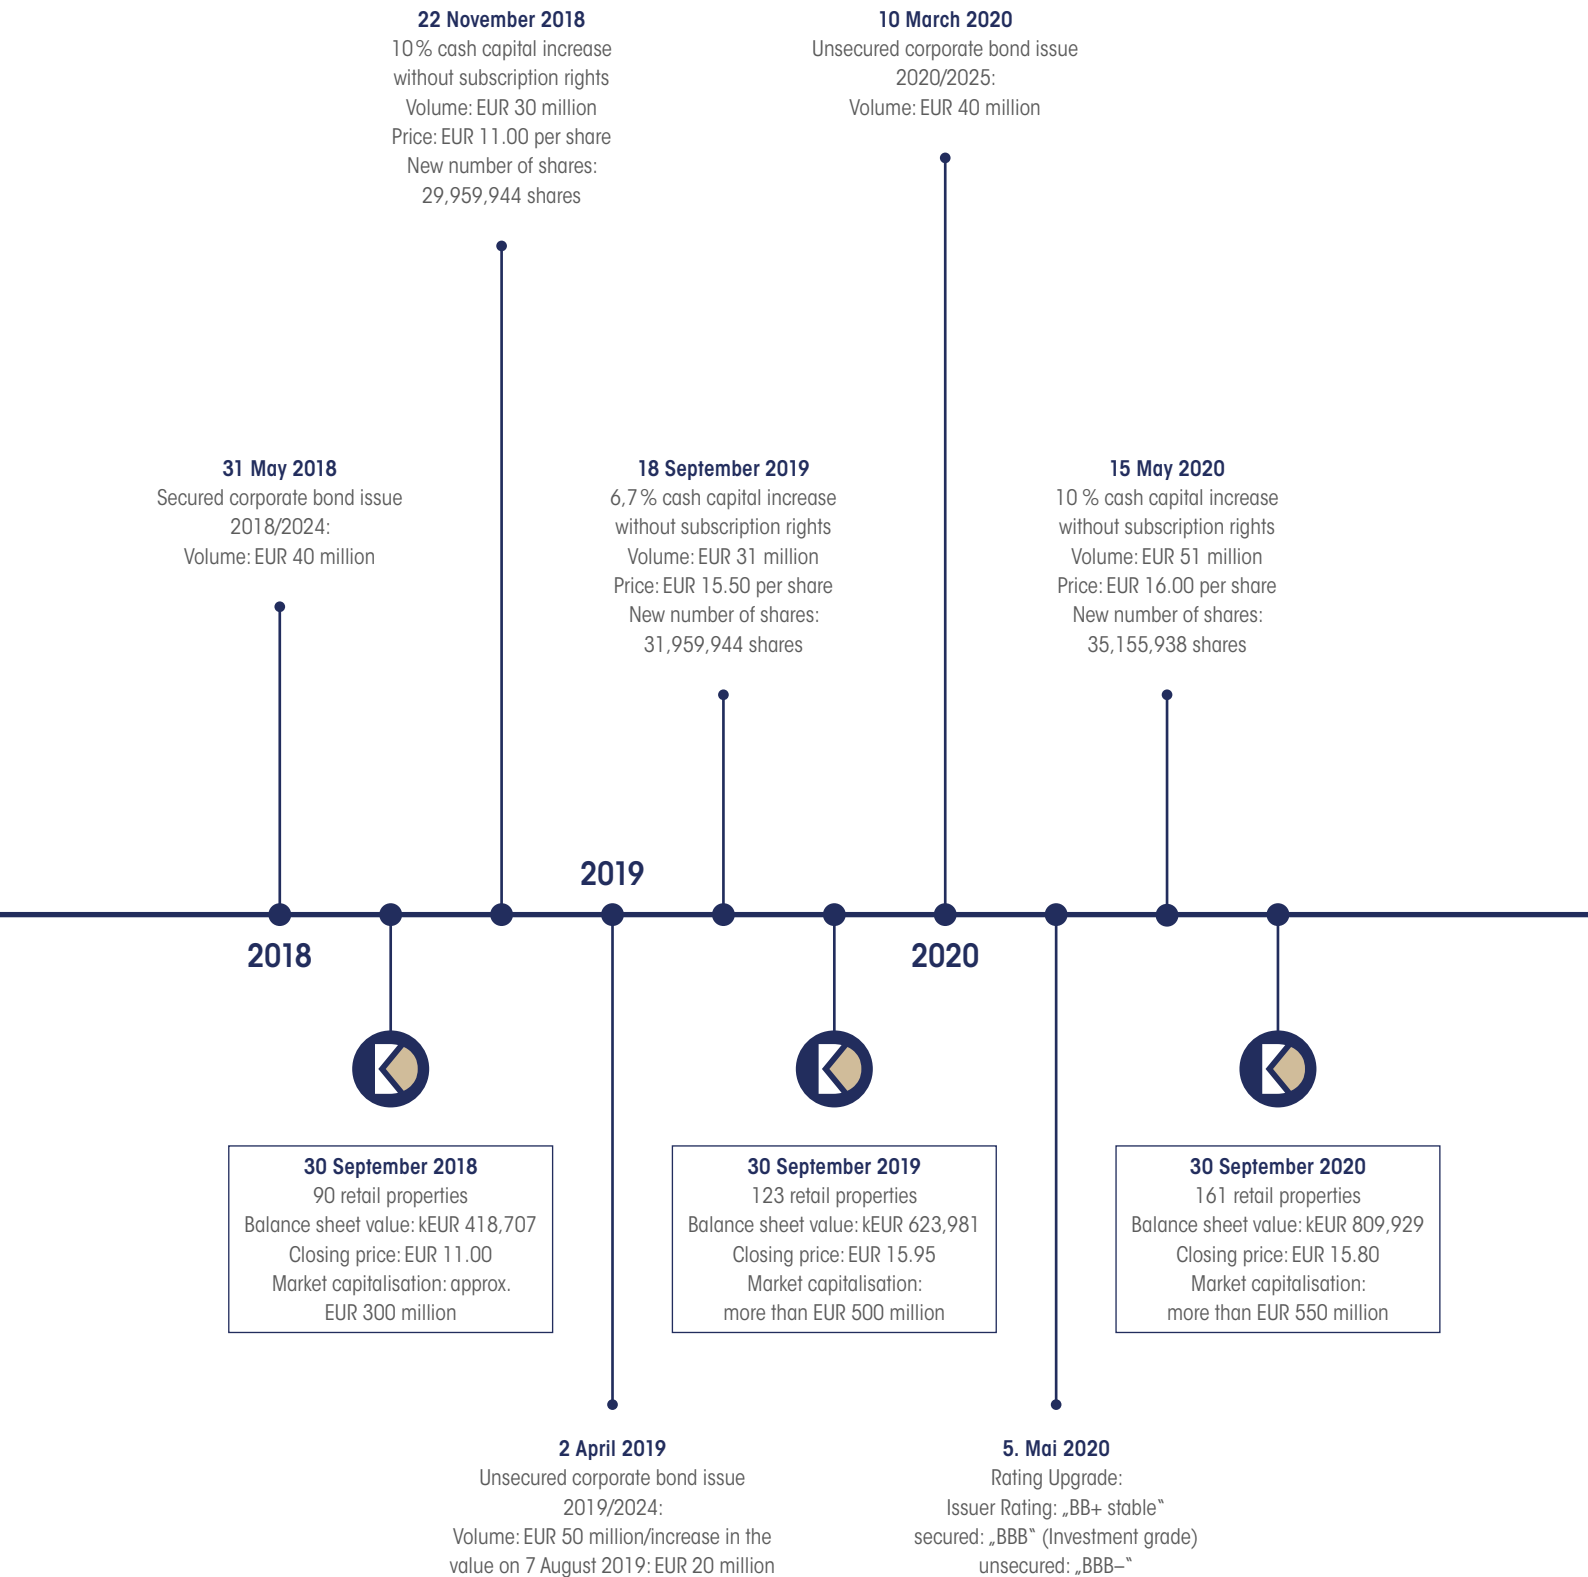 22 November 2018
10 % cash capital increase
without subscription rights
Volume: EUR 30 million
Price: EUR 11.00 per share
New number of shares:
29,959,944 shares
10 March 2020
Unsecured corporate bond issue
2020/2025:
Volume: EUR 40 million
31 May 2018
Secured corporate bond issue
2018/2024:
Volume: EUR 40 million
18 September 2019
6,7 % cash capital increase
without subscription rights
Volume: EUR 31 million
Price: EUR 15.50 per share
New number of shares:
31,959,944 shares
15 May 2020
10 % cash capital increase
without subscription rights
Volume: EUR 51 million
Price: EUR 16.00 per share
New number of shares:
35,155,938 shares
2019
2018
2020
30 September 2018
90 retail properties
Balance sheet value: kEUR 418,707
Closing price: EUR 11.00
Market capitalisation: approx.
EUR 300 million
30 September 2019
123 retail properties
Balance sheet value: kEUR 623,981
Closing price: EUR 15.95
Market capitalisation:
more than EUR 500 million
30 September 2020
161 retail properties
Balance sheet value: kEUR 809,929
Closing price: EUR 15.80
Market capitalisation:
more than EUR 550 million
2 April 2019
Unsecured corporate bond issue
2019/2024:
Volume: EUR 50 million/increase in the
value on 7 August 2019: EUR 20 million
5. Mai 2020
Rating Upgrade:
Issuer Rating: „BB+ stable‟
secured: „BBB‟ (Investment grade)
unsecured: „BBB–‟